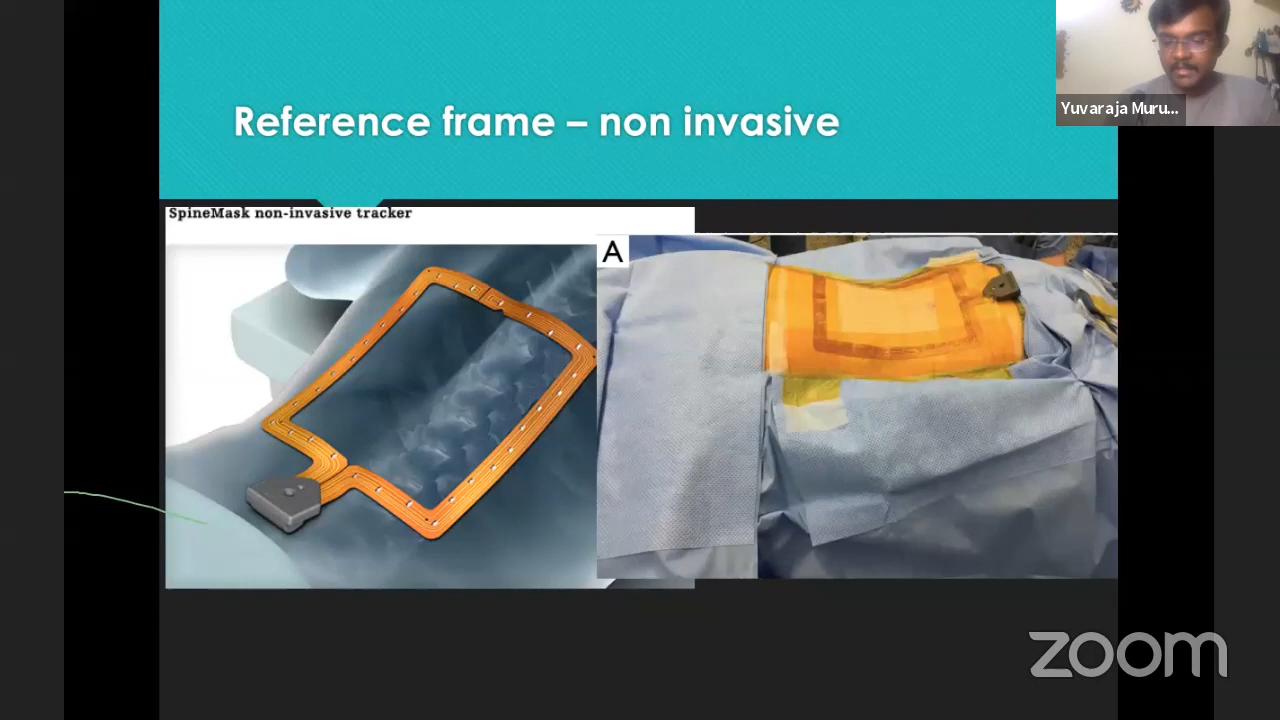 Reference frame – non invasive
Yuvaraja Muru...
SpineMask non-invasive tracker
A
zoom